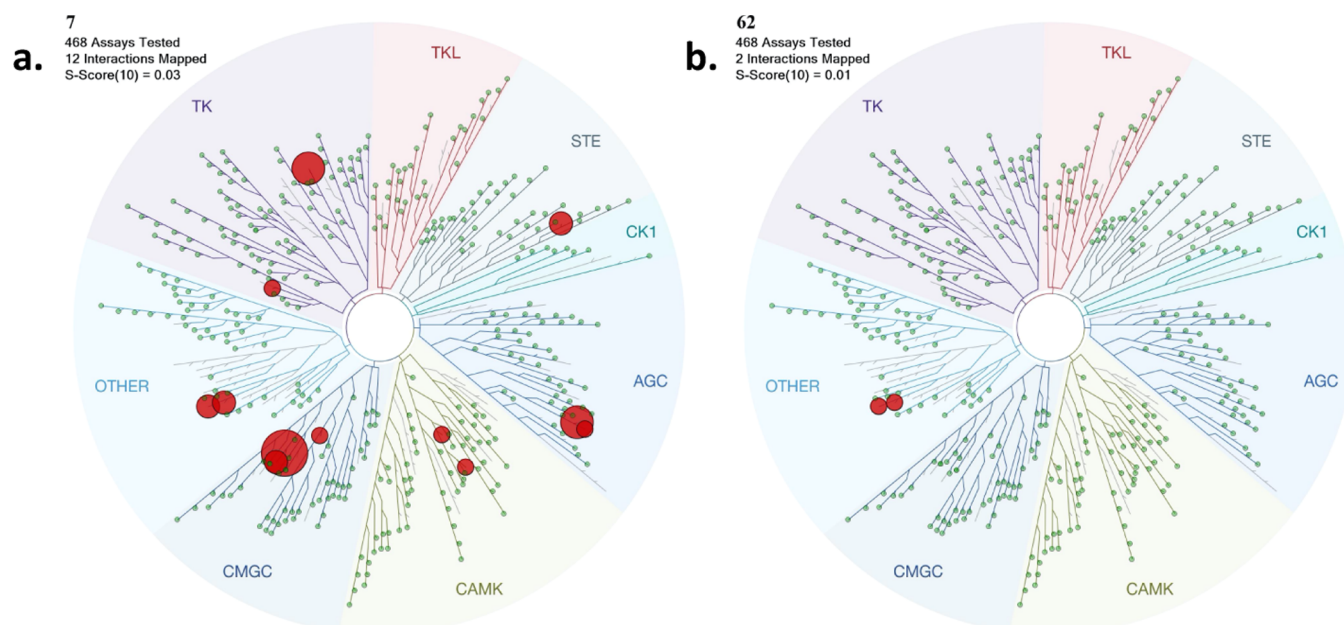 a.
7
468 Assays Tested
12 Interactions Mapped
S-Score(10) = 0.03
TKL
TK
STE
CK1
AGC
OTHER
CMGC
CAMK
b.
62
468 Assays Tested
2 Interactions Mapped
S-Score(10) = 0.01
TKL
TK
STE
CK1
AGC
OTHER
CMGC
CAMK